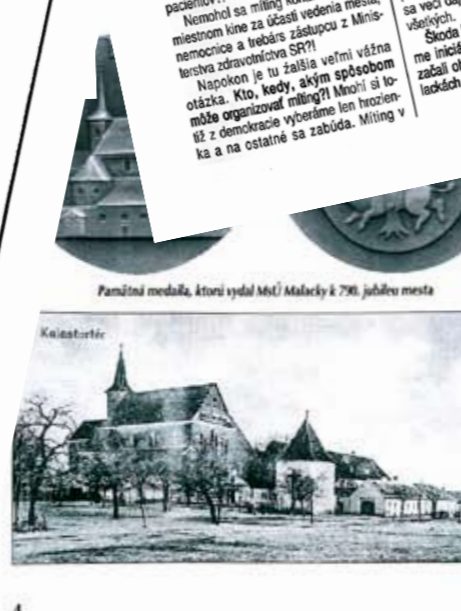 pacientov??
Nemohol sa míting
miestnom kine za účasti vedenia mesta,
nemocnice a trebárs zástupcu z Minis-
terstva zdravotníctva SR?!
Napokon je tu ďalšia veľmi vážna
otázka. Kto, kedy, akým spôsobom
môže organizovať míting?! Mnohí si to-
tiž z demokracie vyberáme len hrozien-
ka a na ostatné sa zabúda. Míting v
sa vecí
všetkých.
Škoda
me iniciá
začali
lackách
Pamätná medaila, ktorú vydal MsÚ Malacky k 790. jubileu mesta
4